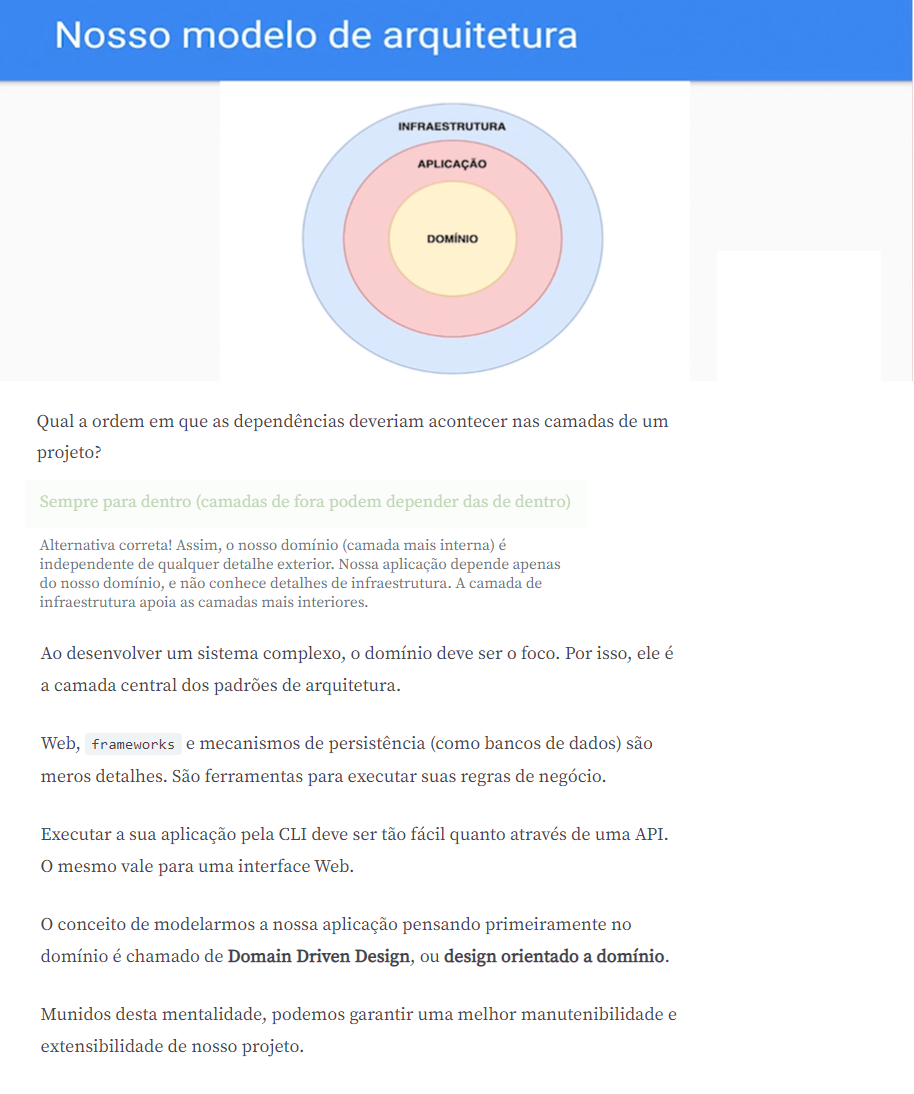 Nosso modelo de arquitetura
INFRAESTRUTURA
APLICAÇÃO
DOMÍNIO
Qual a ordem em que as dependências deveriam acontecer nas camadas de um
projeto?
Sempre para dentro (camadas de fora podem depender das de dentro)
Alternativa correta! Assim, o nosso domínio (camada mais interna) é
independente de qualquer detalhe exterior. Nossa aplicação depende apenas
do nosso domínio, e não conhece detalhes de infraestrutura. A camada de
infraestrutura apoia as camadas mais interiores.
Ao desenvolver um sistema complexo, o domínio deve ser o foco. Por isso, ele é
a camada central dos padrões de arquitetura.
Web, frameworks e mecanismos de persistência (como bancos de dados) são
meros detalhes. São ferramentas para executar suas regras de negócio.
Executar a sua aplicação pela CLI deve ser tão fácil quanto através de uma API.
O mesmo vale para uma interface Web.
O conceito de modelarmos a nossa aplicação pensando primeiramente no
domínio é chamado de Domain Driven Design, ou design orientado a domínio.
Munidos desta mentalidade, podemos garantir uma melhor manutenibilidade e
extensibilidade de nosso projeto.